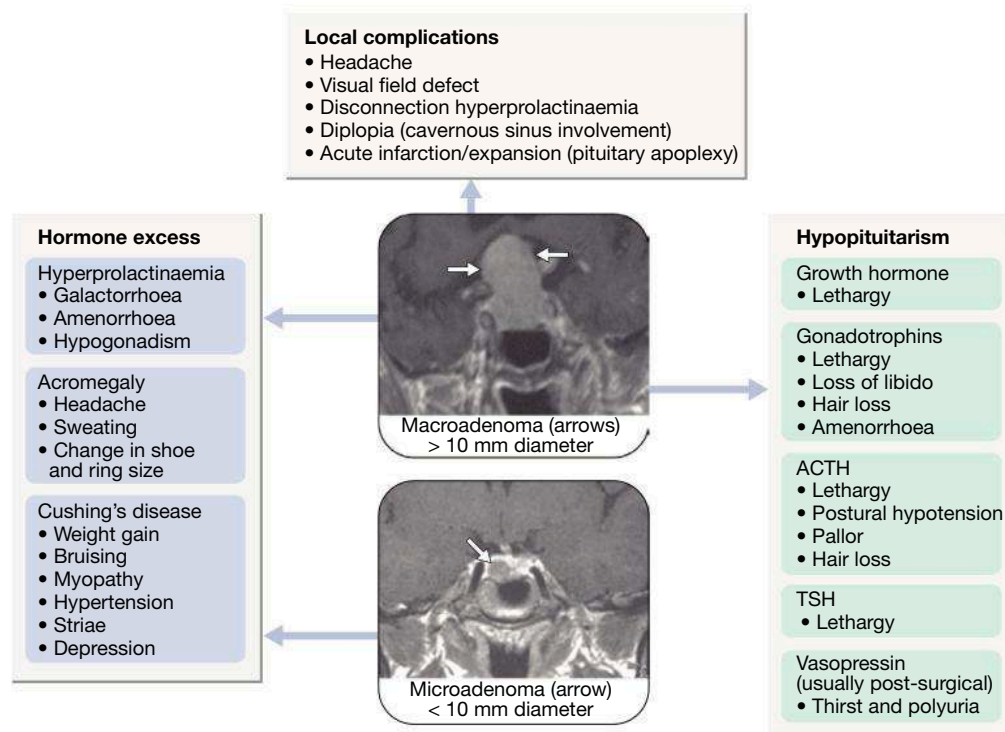 Local complications
• Headache
• Visual field defect
• Disconnection hyperprolactinaemia
• Diplopia (cavernous sinus involvement)
• Acute infarction/expansion (pituitary apoplexy)
Hormone excess
Hyperprolactinaemia
• Galactorrhoea
• Amenorrhoea
• Hypogonadism
Acromegaly
• Headache
• Sweating
• Change in shoe
and ring size
Cushing’s disease
• Weight gain
• Bruising
• Myopathy
• Hypertension
• Striae
• Depression
Macroadenoma (arrows)
> 10 mm diameter
Microadenoma (arrow)
< 10 mm diameter
Hypopituitarism
Growth hormone
• Lethargy
Gonadotrophins
• Lethargy
• Loss of libido
• Hair loss
• Amenorrhoea
ACTH
• Lethargy
• Postural hypotension
• Pallor
• Hair loss
TSH
• Lethargy
Vasopressin
(usually post-surgical)
• Thirst and polyuria